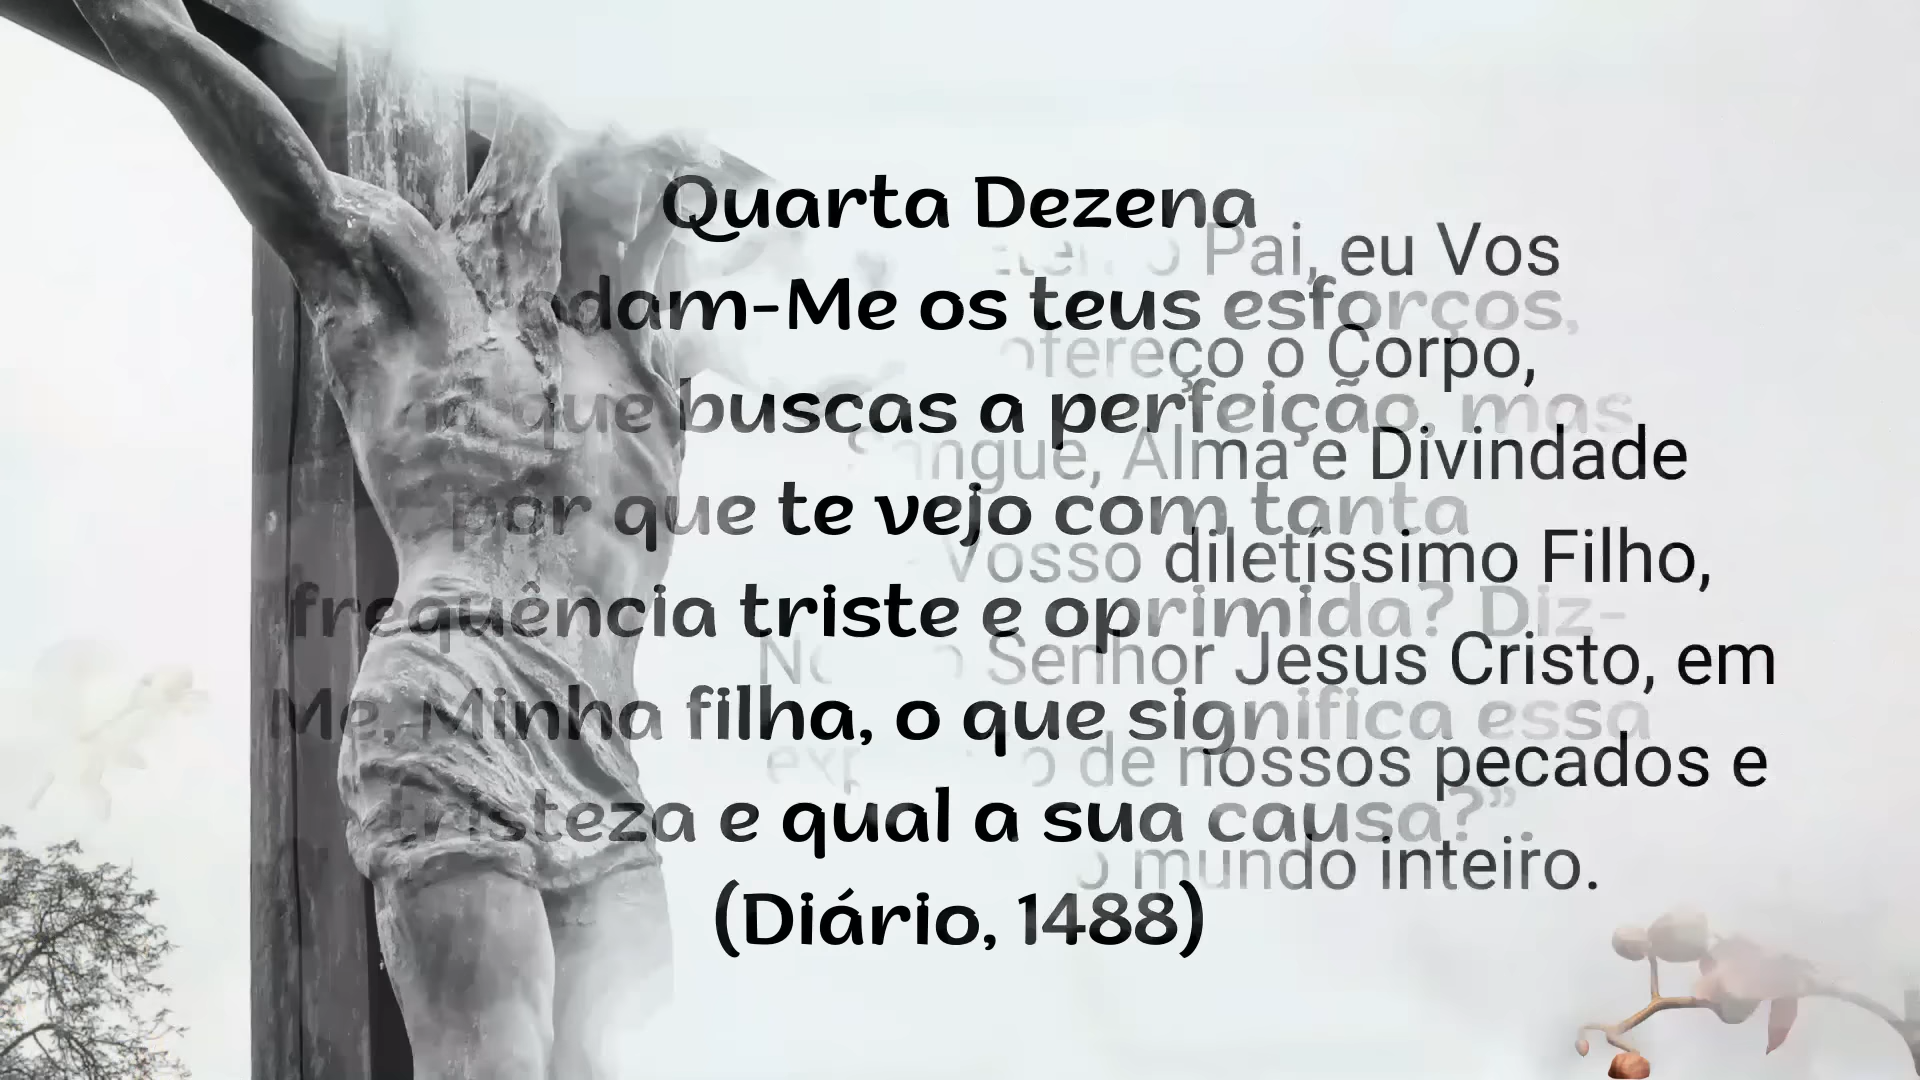 Quarta Dezena
os teus esforços,
que buscas a perfeição, mas
por que te vejo com tanta
frequência triste e oprimida? Diz-
Me, Minha filha, o que significa essa
tristeza e qual a sua causa?”
(Diário, 1488)
Pai, eu Vos
ofereço o Corpo,
Sangue, Alma e Divindade
Vosso diletíssimo Filho,
Senhor Jesus Cristo, em
de nossos pecados e
mundo inteiro.